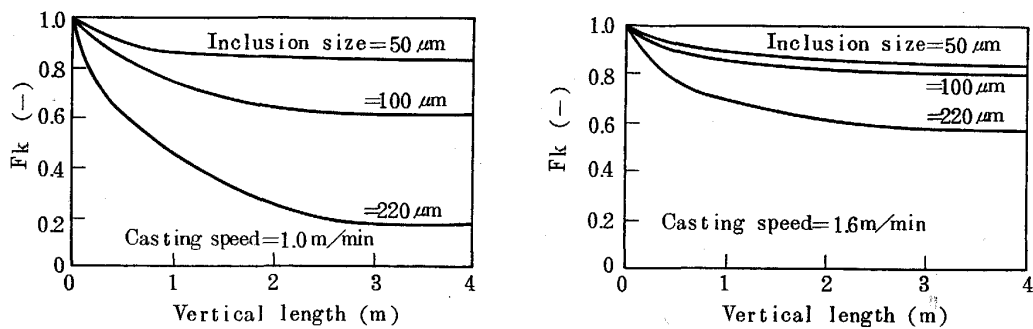 1.0
0.8
0.6
0.4
0.2
0
Fk (—)
Inclusion size=50 μm
=100 μm
=220 μm
Casting speed=1.0m/min
0 1 2 3 4
Vertical length (m)
1.0
0.8
0.6
0.4
0.2
0
Fk (—)
Inclusion size=
50 μm
=100 μm
=220 μm
Casting speed=1.6m/min
0 1 2 3 4
Vertical length (m)